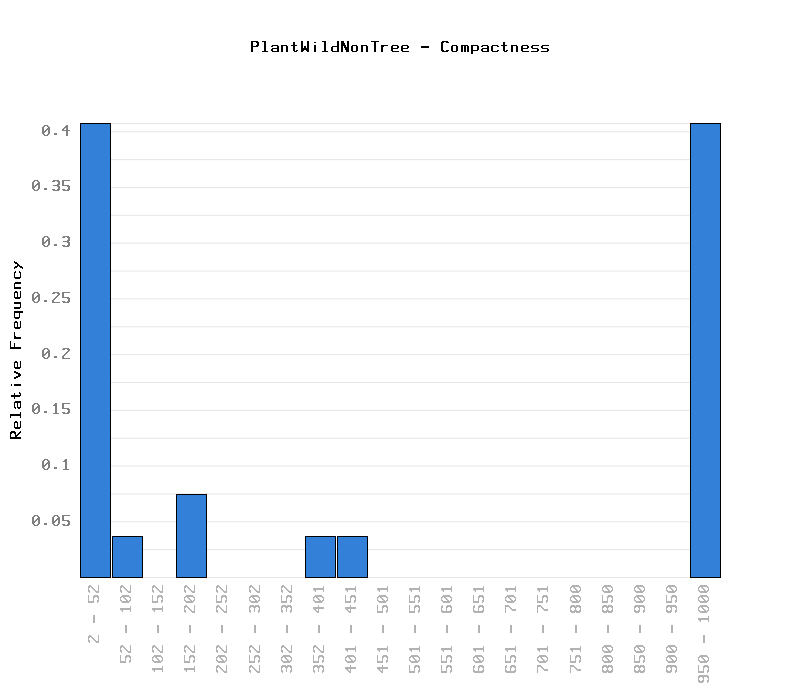 PlantWildNonTree - Compactness
0.4
0.35
0.3
0.25
0.2
0.15
0.1
0.05
Relative Frequency
2 - 52
52 - 102
102 - 152
152 - 202
202 - 252
252 - 302
302 - 352
352 - 401
401 - 451
451 - 501
501 - 551
551 - 601
601 - 651
651 - 701
701 - 751
751 - 800
800 - 850
850 - 900
900 - 950
950 - 1000